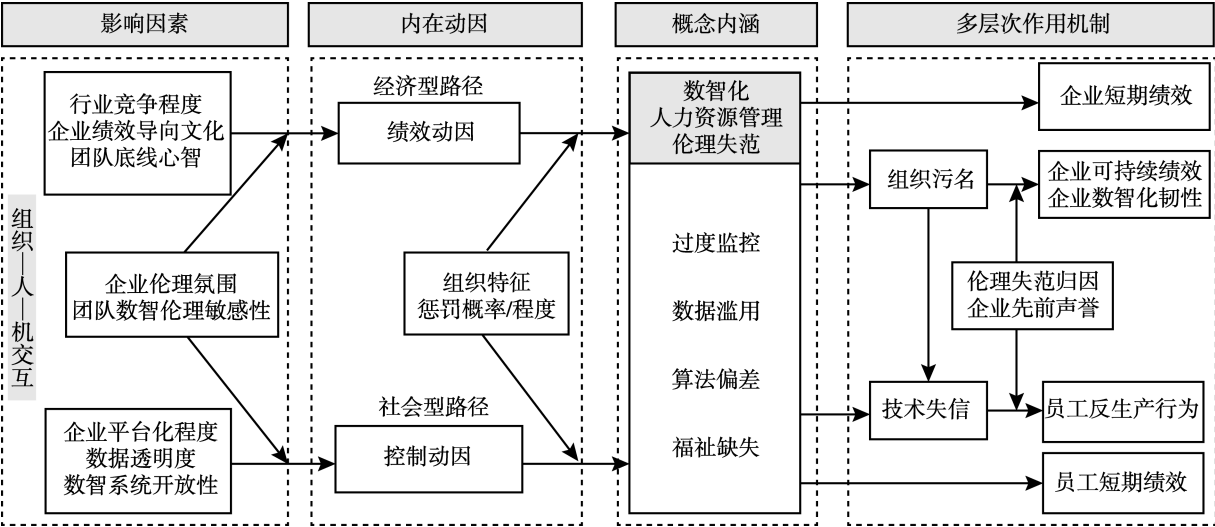 影响因素
内在动因
概念内涵
多层次作用机制
行业竞争程度
企业绩效导向文化
团队底线心智
组织—人—机交互
企业伦理氛围
团队数智伦理敏感性
企业平台化程度
数据透明度
数智系统开放性
经济型路径
绩效动因
组织特征
惩罚概率/程度
社会型路径
控制动因
数智化
人力资源管理
伦理失范
过度监控
数据滥用
算法偏差
福祉缺失
企业短期绩效
组织污名
企业可持续绩效
企业数智化韧性
伦理失范归因
企业先前声誉
技术失信
员工反生产行为
员工短期绩效